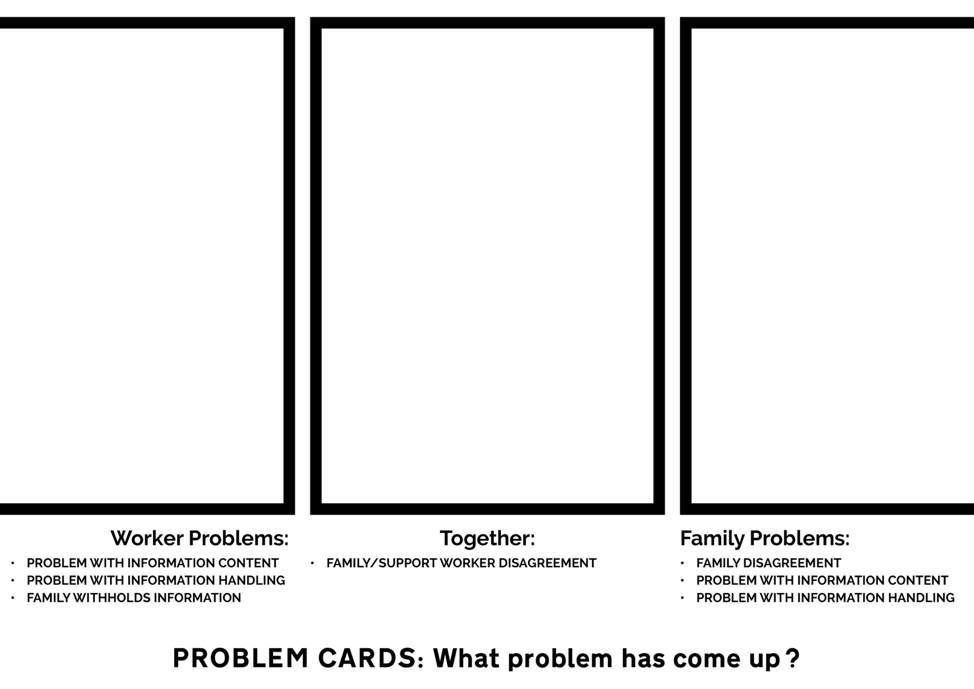 Worker Problems:
• PROBLEM WITH INFORMATION CONTENT
• PROBLEM WITH INFORMATION HANDLING
• FAMILY WITHHOLDS INFORMATION
Together:
• FAMILY/SUPPORT WORKER DISAGREEMENT
Family Problems:
• FAMILY DISAGREEMENT
• PROBLEM WITH INFORMATION CONTENT
• PROBLEM WITH INFORMATION HANDLING
PROBLEM CARDS: What problem has come up ?